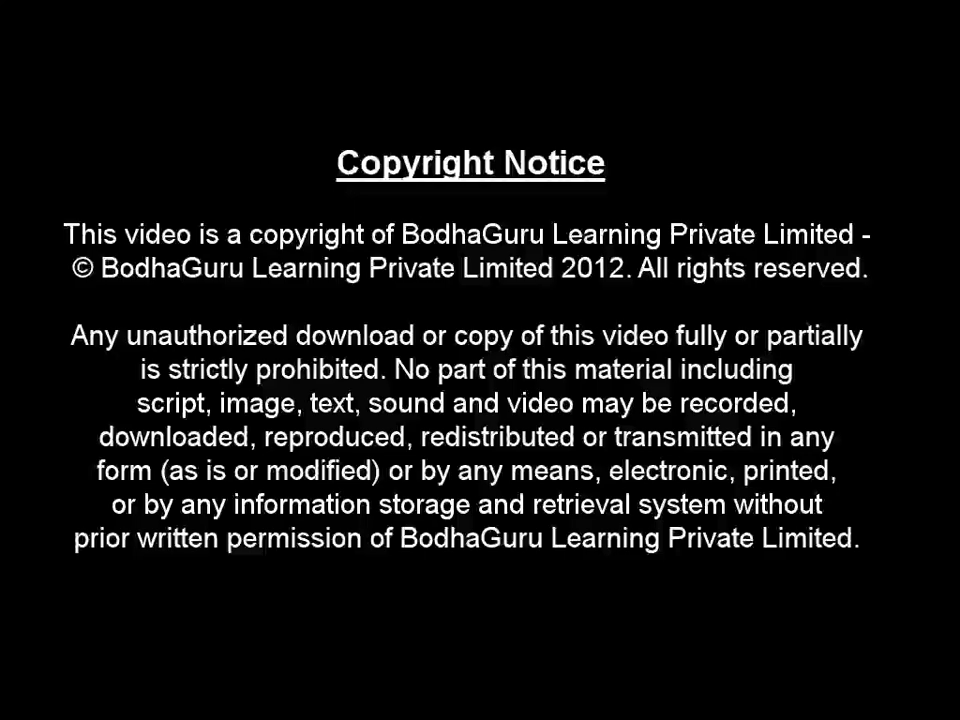 Copyright Notice
This video is a copyright of BodhaGuru Learning Private Limited -
© BodhaGuru Learning Private Limited 2012. All rights reserved.
Any unauthorized download or copy of this video fully or partially
is strictly prohibited. No part of this material including
script, image, text, sound and video may be recorded,
downloaded, reproduced, redistributed or transmitted in any
form (as is or modified) or by any means, electronic, printed,
or by any information storage and retrieval system without
prior written permission of BodhaGuru Learning Private Limited.